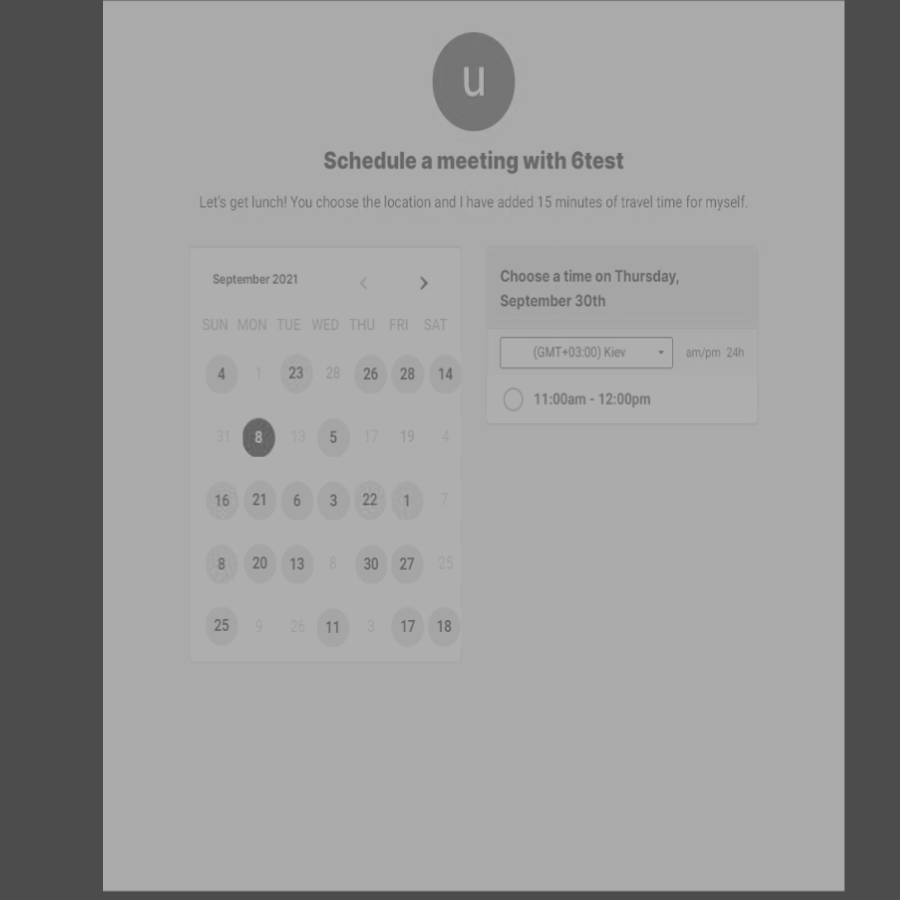 u
Schedule a meeting with 6test
Let's get lunch! You choose the location and I have added 15 minutes of travel time for myself.
September 2021
SUN MON TUE WED THU FRI SAT
4 1 23 28 26 28 14
31 8 13 5 17 19 4
16 21 6 3 22 1 7
8 20 13 8 30 27 25
25 9 26 11 3 17 18
Choose a time on Thursday,
September 30th
(GMT+03:00) Kiev am/pm 24h
11:00am - 12:00pm